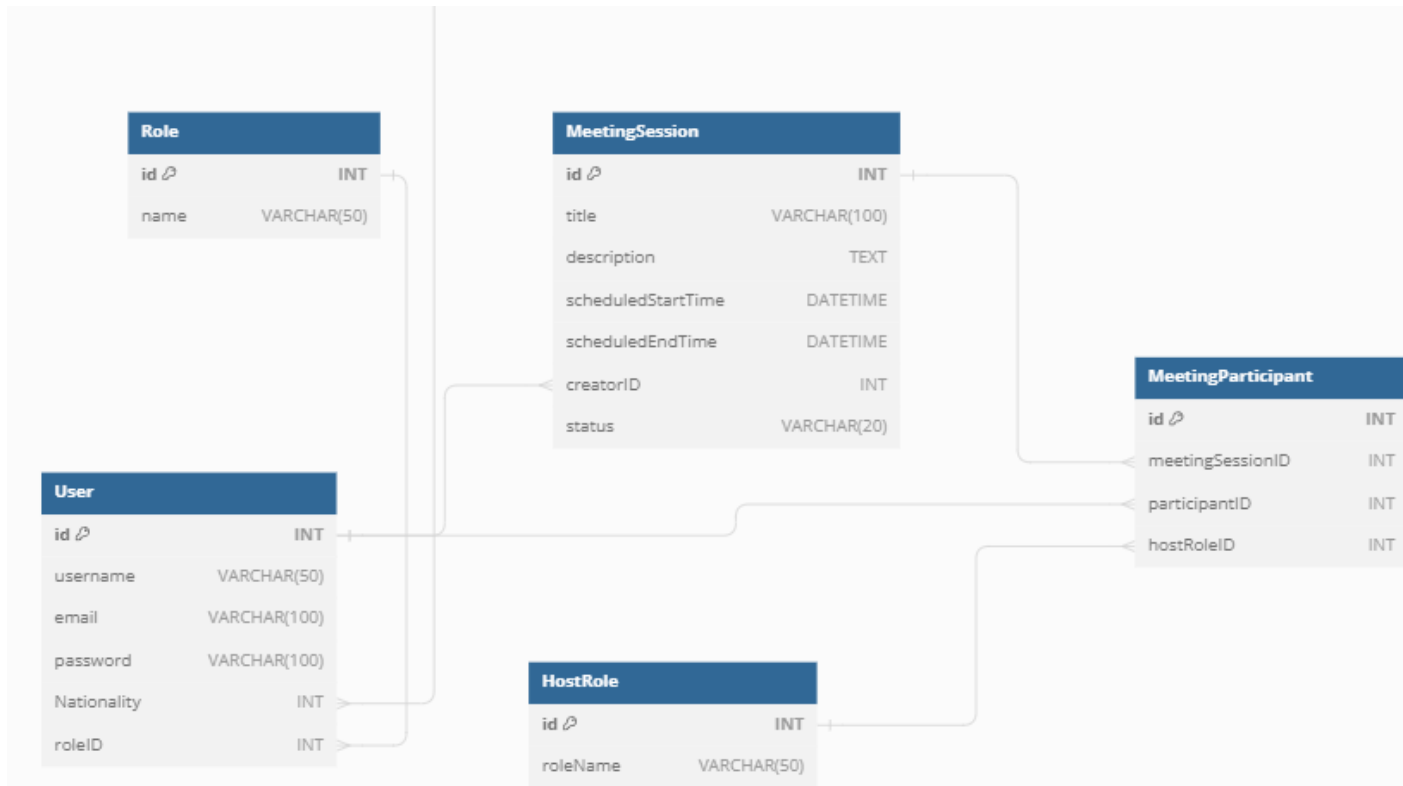 Role
id INT
name VARCHAR(50)
MeetingSession
id INT
title VARCHAR(100)
description TEXT
scheduledStartTime DATETIME
scheduledEndTime DATETIME
creatorID INT
status VARCHAR(20)
MeetingParticipant
id INT
meetingSessionID INT
participantID INT
hostRoleID INT
User
id INT
username VARCHAR(50)
email VARCHAR(100)
password VARCHAR(100)
Nationality INT
roleID INT
HostRole
id INT
roleName VARCHAR(50)